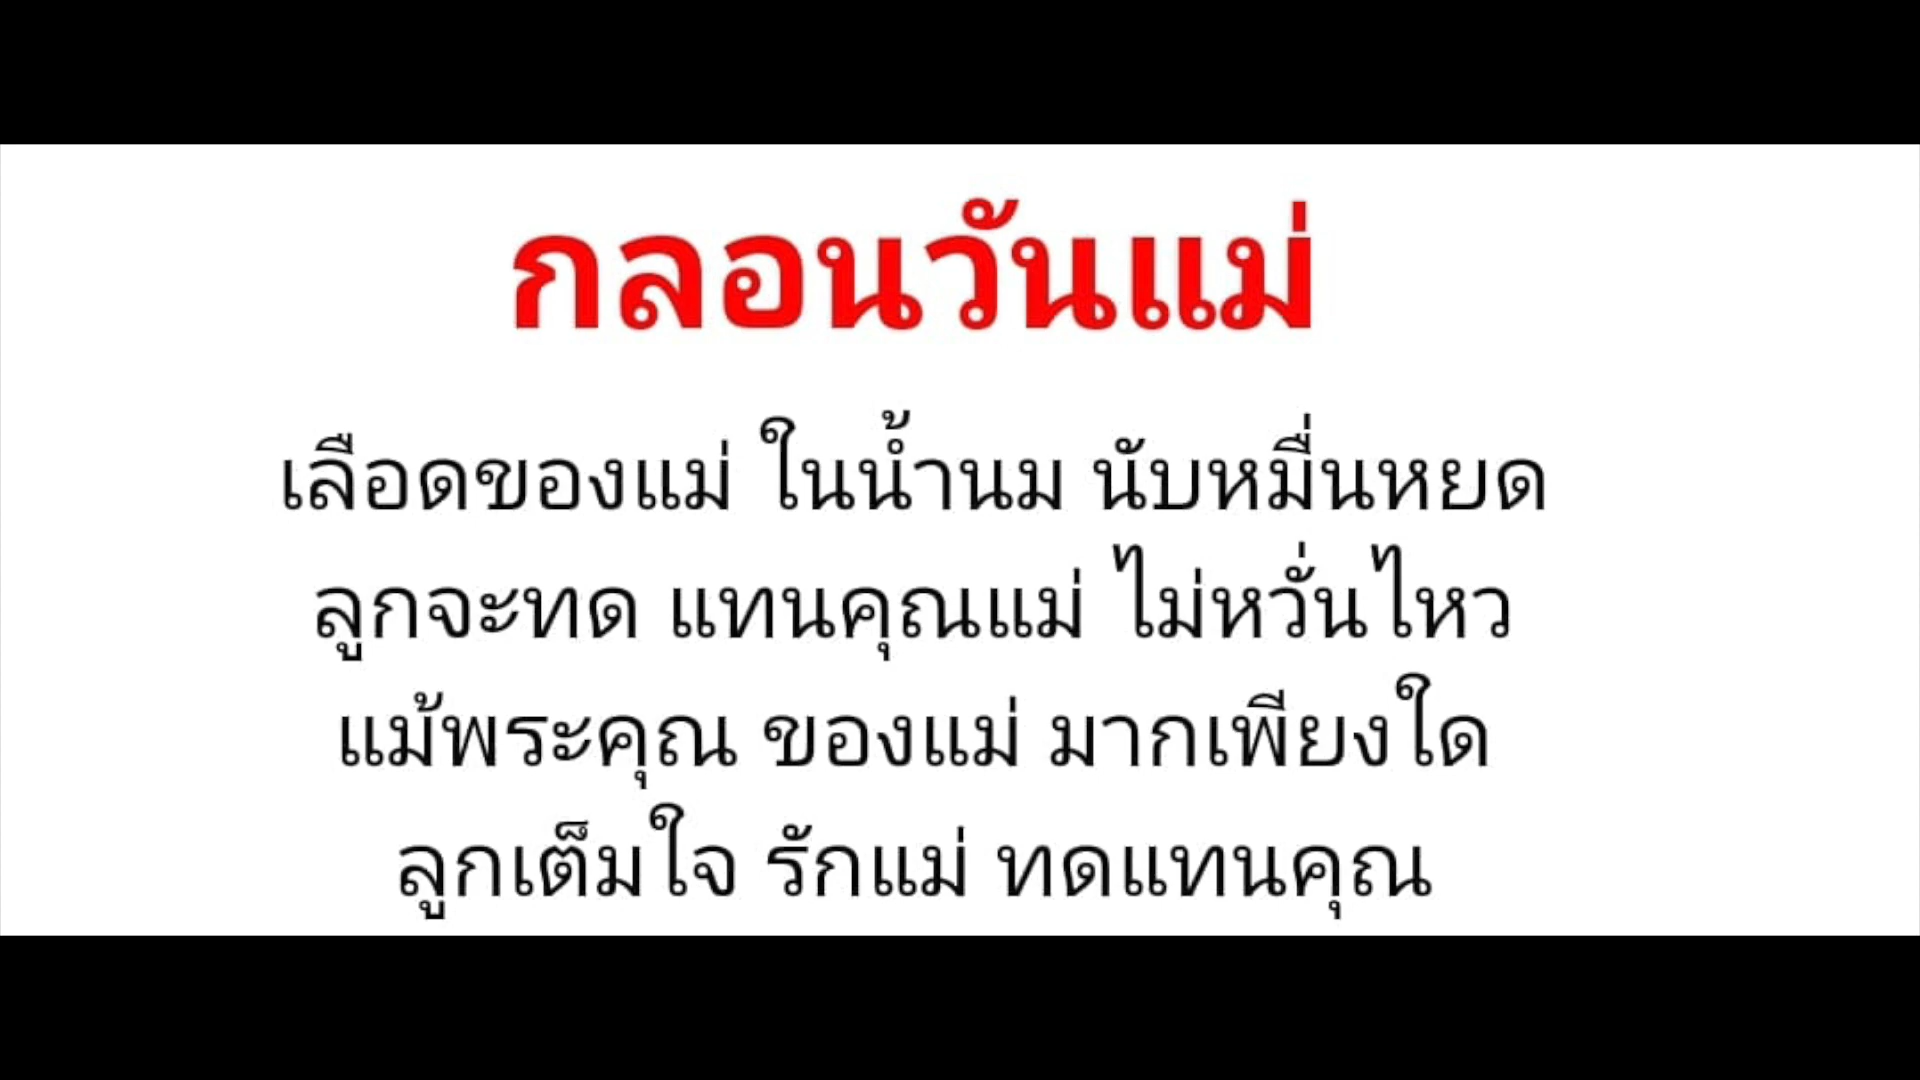 กลอนวันแม่
เลือดของแม่ ในน้ำนม นับหมื่นหยด
ลูกจะทด แทนคุณแม่ ไม่หวั่นไหว
แม้พระคุณ ของแม่ มากเพียงใด
ลูกเต็มใจ รักแม่ ทดแทนคุณ